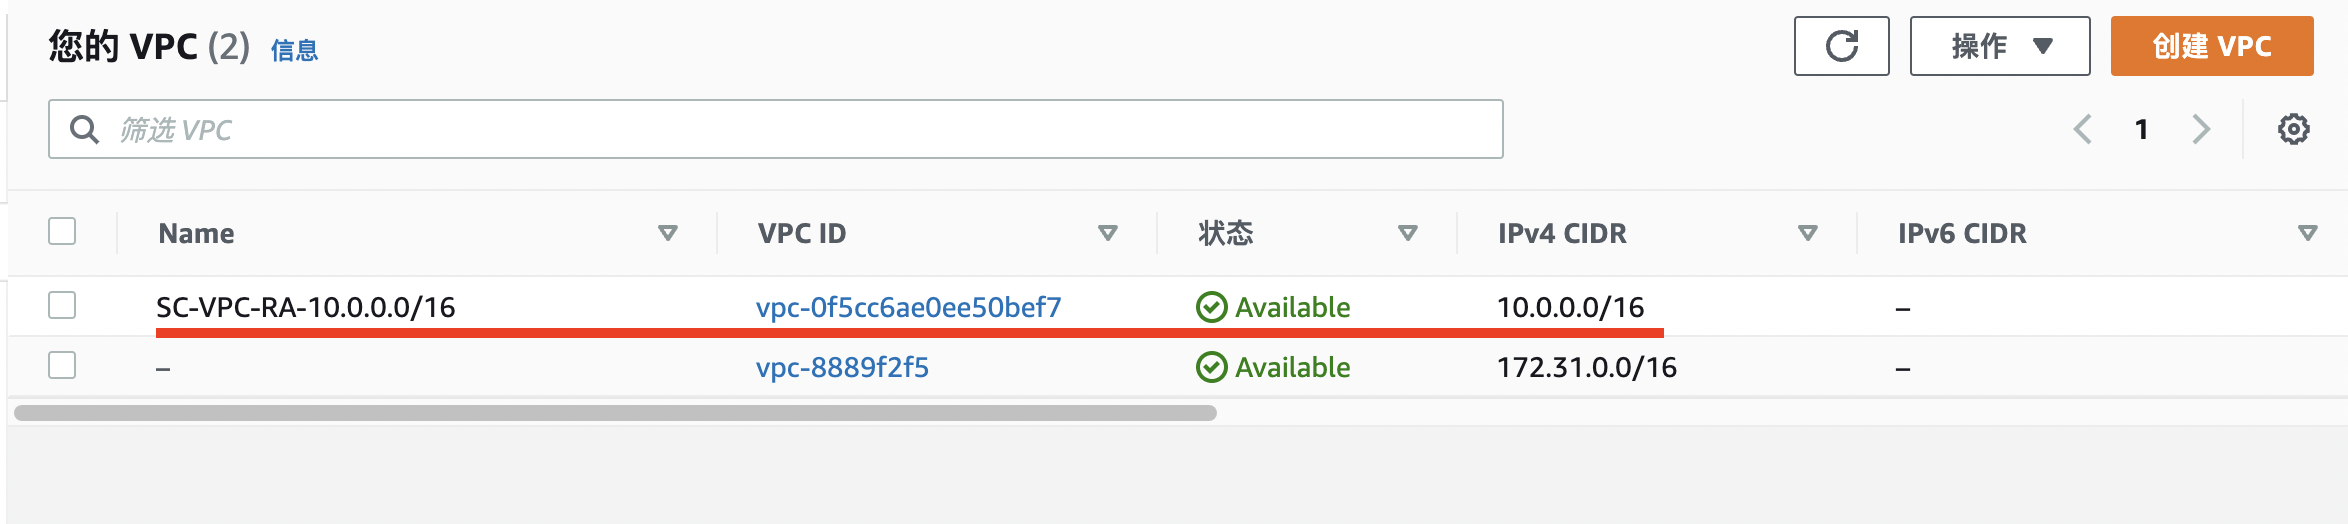 您的 VPC (2) 信息
操作
创建 VPC
筛选 VPC
1
Name VPC ID 状态 IPv4 CIDR IPv6 CIDR
SC-VPC-RA-10.0.0.0/16 vpc-0f5cc6ae0ee50bef7 Available 10.0.0.0/16 –
– vpc-8889f2f5 Available 172.31.0.0/16 –